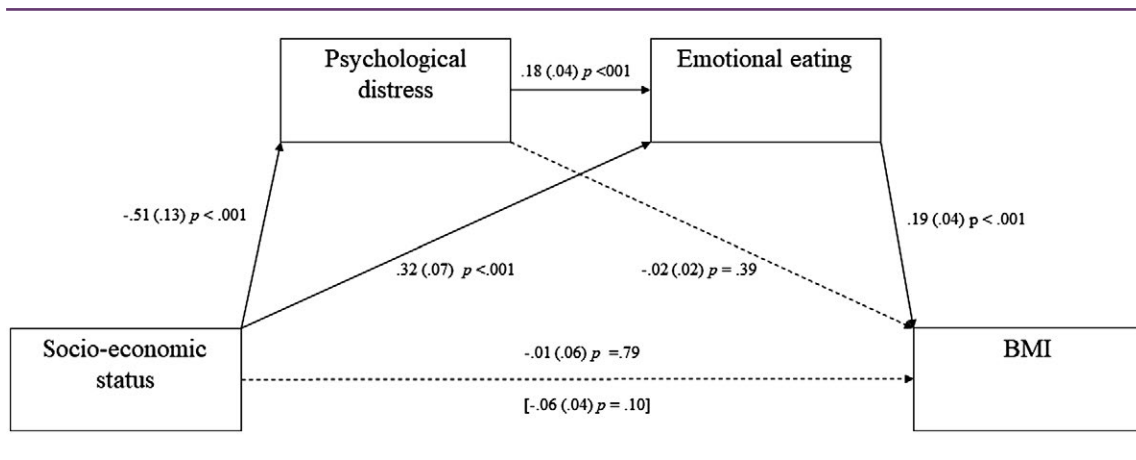 Psychological
distress
.18 (.04) p <001
Emotional eating
-.51 (.13) p < .001
.19 (.04) p < .001
.32 (.07) p <.001
-.02 (.02) p = .39
Socio-economic
status
-.01 (.06) p =.79
[-.06 (.04) p = .10]
BMI